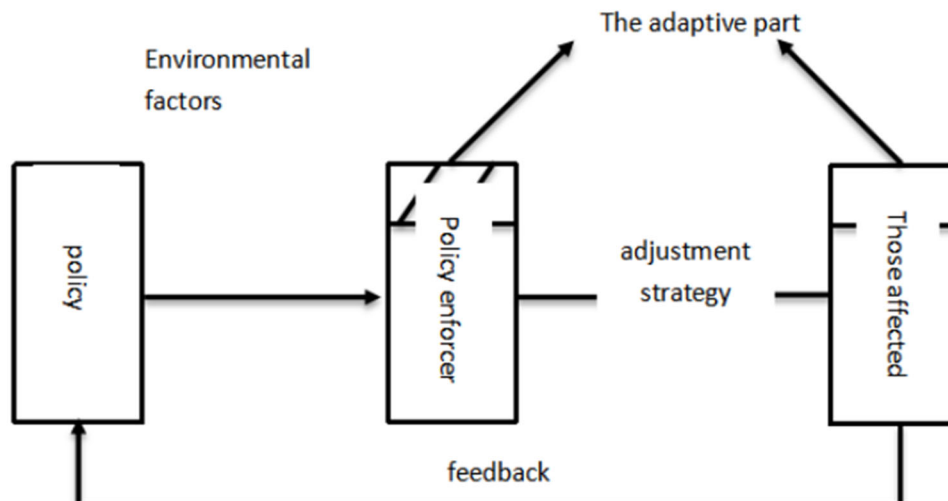 The adaptive part
Environmental
factors
policy
Policy enforcer
adjustment
strategy
Those affected
feedback